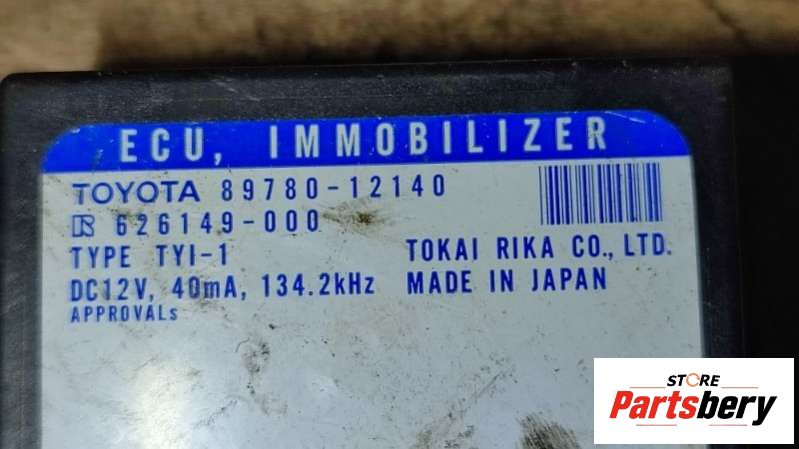 ECU, IMMOBILIZER
TOYOTA 89780-12140
R 626149-000
TYPE TYI-1
TOKAI RIKA CO., LTD.
DC12V, 40mA, 134.2kHz
MADE IN JAPAN
APPROVALs
STORE
Partsbery